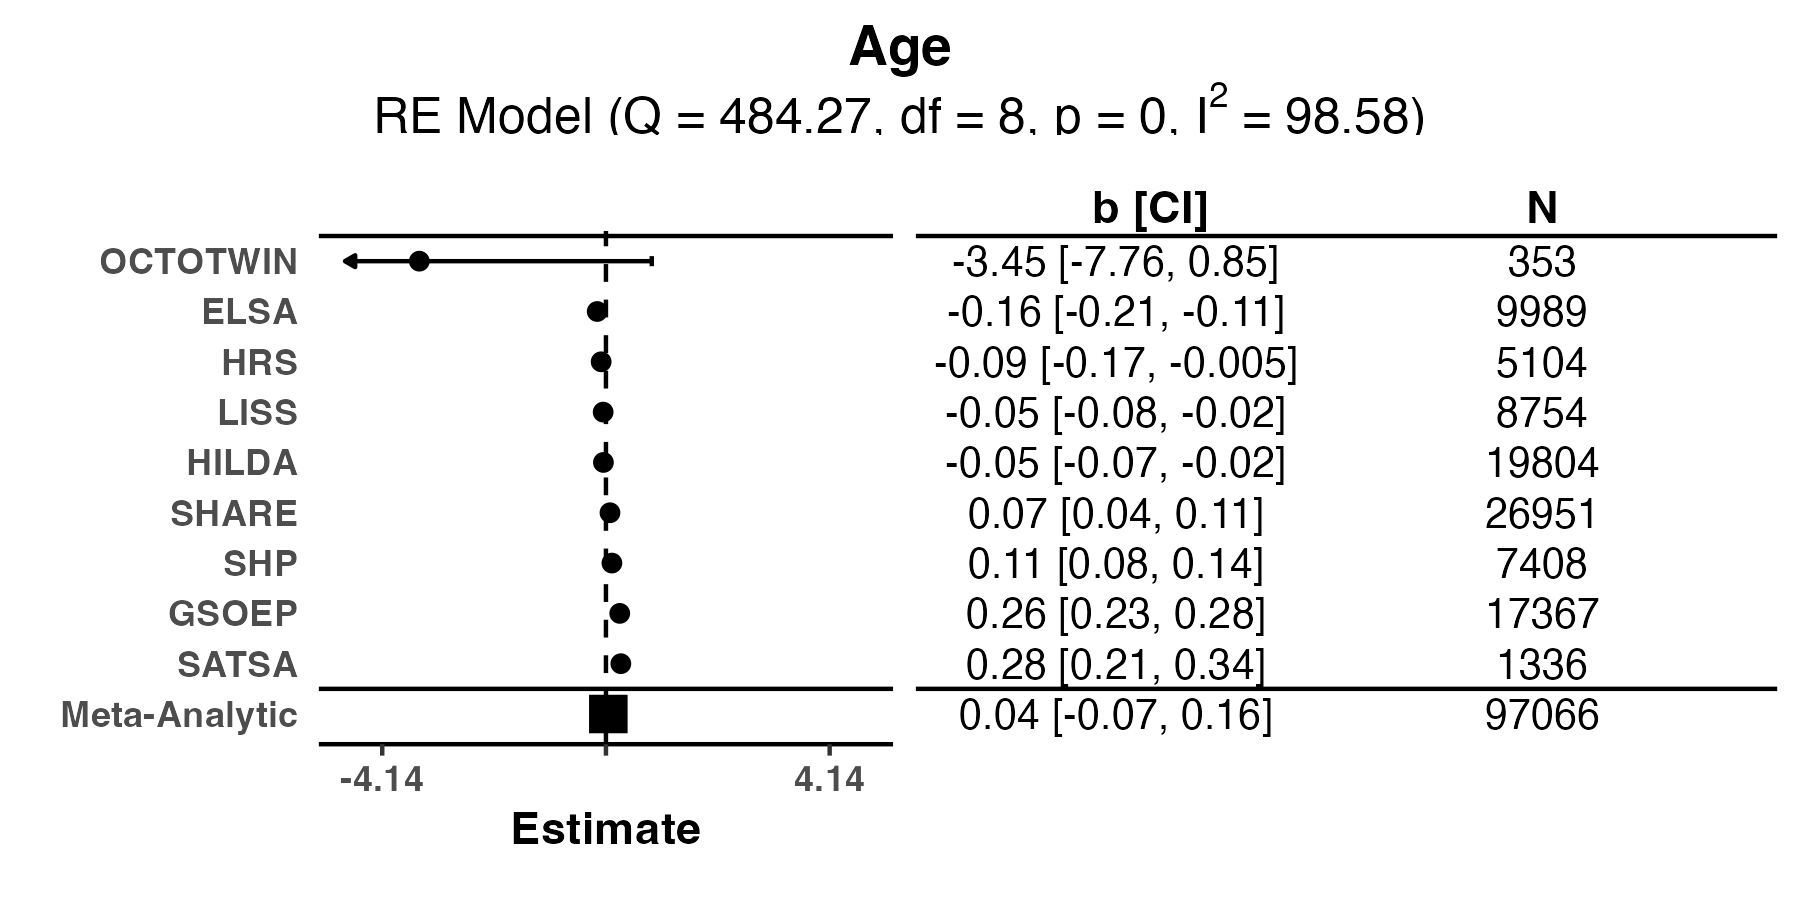 Age
RE Model (Q = 484.27, df = 8, p = 0, I² = 98.58)
b [CI] N
OCTOTWIN -3.45 [-7.76, 0.85] 353
ELSA -0.16 [-0.21, -0.11] 9989
HRS -0.09 [-0.17, -0.005] 5104
LISS -0.05 [-0.08, -0.02] 8754
HILDA -0.05 [-0.07, -0.02] 19804
SHARE 0.07 [0.04, 0.11] 26951
SHP 0.11 [0.08, 0.14] 7408
GSOEP 0.26 [0.23, 0.28] 17367
SATSA 0.28 [0.21, 0.34] 1336
Meta-Analytic 0.04 [-0.07, 0.16] 97066
-4.14 4.14
Estimate